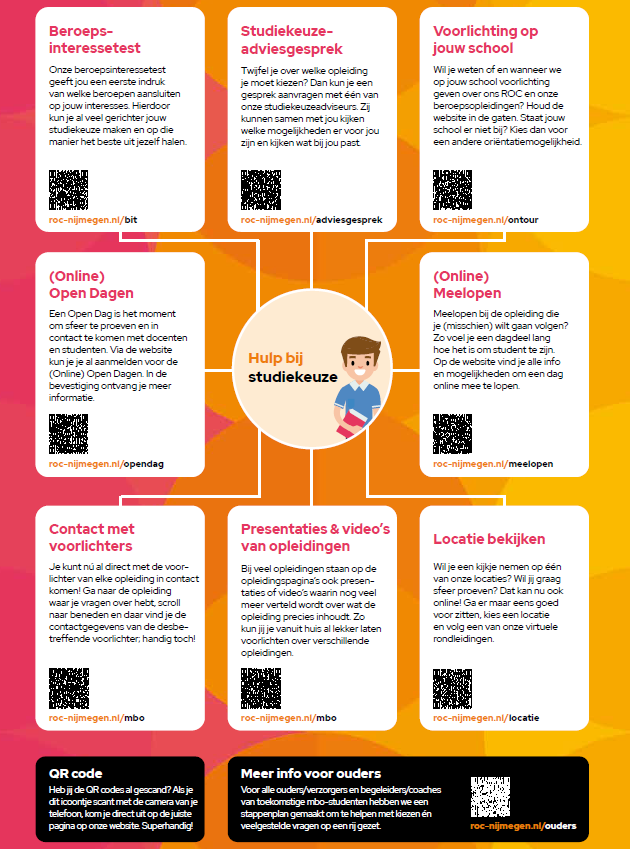 Beroeps-
interessetest
Onze beroepsinteressetest
geeft jou een eerste indruk
van welke beroepen aansluiten
op jouw interesses. Hierdoor
kun je al veel gerichter jouw
studiekeuze maken en op die
manier het beste uit jezelf halen.
roc-nijmegen.nl/bit
Studiekeuze-
adviesgesprek
Twijfel je over welke opleiding
je moet kiezen? Dan kun je een
gesprek aanvragen met één van
onze studiekeuzeadviseurs. Zij
kunnen samen met jou kijken
welke mogelijkheden er voor jou
zijn en kijken wat bij jou past.
roc-nijmegen.nl/adviesgesprek
Voorlichting op
jouw school
Wil je weten of en wanneer we
op jouw school voorlichting
geven over ons ROC en onze
beroepsopleidingen? Houd de
website in de gaten. Staat jouw
school er niet bij? Kies dan voor
een andere oriëntatiemogelijkheid.
roc-nijmegen.nl/ontour
(Online)
Open Dagen
Een Open Dag is het moment
om sfeer te proeven en in
contact te komen met docenten
en studenten. Via de website
kun je je al aanmelden voor de
(Online) Open Dagen. In de
bevestiging ontvang je meer
informatie.
roc-nijmegen.nl/opendag
Hulp bij
studiekeuze
(Online)
Meelopen
Meelopen bij de opleiding die
je (misschien) wilt gaan volgen?
Zo voel je een dagdeel lang
hoe het is om student te zijn.
Op de website vind je alle info
en mogelijkheden om een dag
online mee te lopen.
roc-nijmegen.nl/meelopen
Contact met
voorlichters
Je kunt nú al direct met de voor-
lichter van elke opleiding in contact
komen! Ga naar de opleiding
waar je vragen over hebt, scroll
naar beneden en daar vind je de
contactgegevens van de desbe-
treffende voorlichter; handig toch!
roc-nijmegen.nl/mbo
Presentaties & video's
van opleidingen
Bij veel opleidingen staan op de
opleidingspagina's ook presen-
taties of video's waarin nog veel
meer verteld wordt over wat de
opleiding precies inhoudt. Zo
kun jij je vanuit huis al lekker laten
voorlichten over verschillende
opleidingen.
roc-nijmegen.nl/mbo
Locatie bekijken
Wil je een kijkje nemen op één
van onze locaties? Wil jij graag
sfeer proeven? Dat kan nu ook
online! Ga er maar eens goed
voor zitten, kies een locatie
en volg een van onze virtuele
rondleidingen.
roc-nijmegen.nl/locatie
QR code
Heb jij de QR codes al gescand? Als je
dit icoontje scant met de camera van je
telefoon, kom je direct uit op de juiste
pagina op onze website. Superhandig!
Meer info voor ouders
Voor alle ouders/verzorgers en begeleiders/coaches
van toekomstige mbo-studenten hebben we een
stappenplan gemaakt om te helpen met kiezen én
veelgestelde vragen op een rij gezet.
roc-nijmegen.nl/ouders